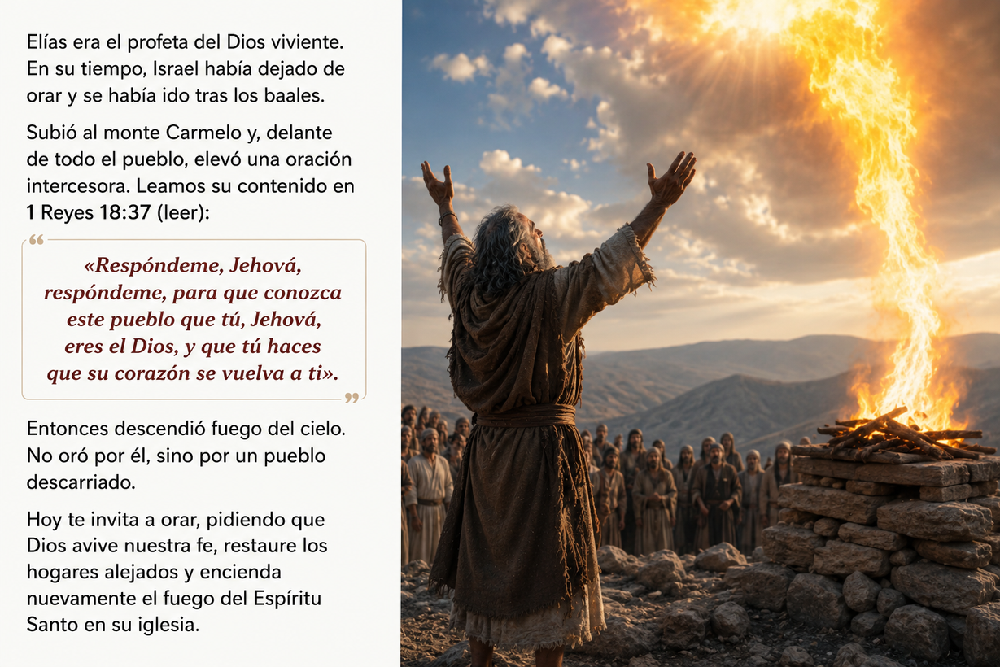 Elías era el profeta del Dios viviente.
En su tiempo, Israel había dejado de
orar y se había ido tras los baales.
Subió al monte Carmelo y, delante
de todo el pueblo, elevó una oración
intercesora. Leamos su contenido en
1 Reyes 18:37 (leer):
“
«Respóndeme, Jehová,
respóndeme, para que conozca
este pueblo que tú, Jehová,
eres el Dios, y que tú haces
que su corazón se vuelva a ti».
”
Entonces descendió fuego del cielo.
No oró por él, sino por un pueblo
descarriado.
Hoy te invita a orar, pidiendo que
Dios avive nuestra fe, restaure los
hogares alejados y encienda
nuevamente el fuego del Espíritu
Santo en su iglesia.